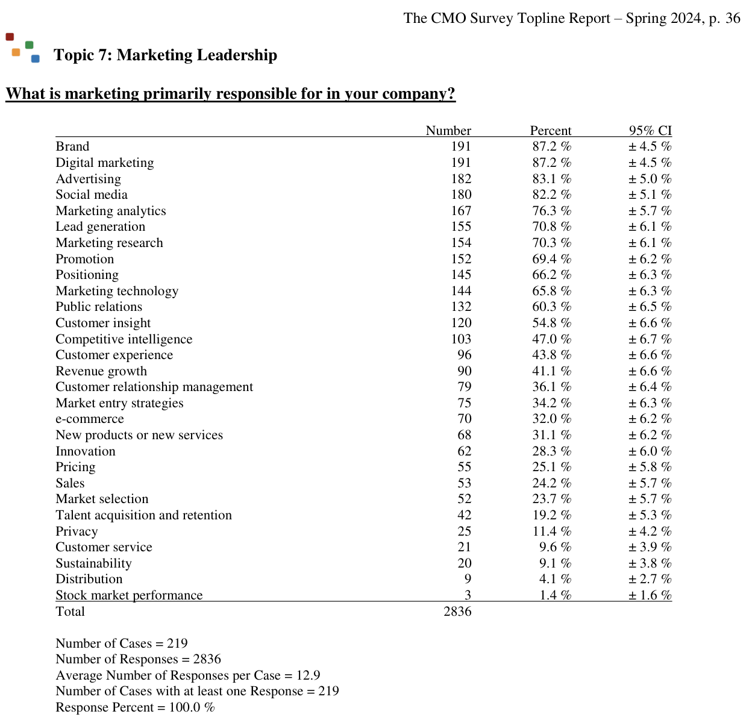 The CMO Survey Topline Report – Spring 2024, p. 36
Topic 7: Marketing Leadership
What is marketing primarily responsible for in your company?
Number Percent 95% CI
Brand 191 87.2 % ± 4.5 %
Digital marketing 191 87.2 % ± 4.5 %
Advertising 182 83.1 % ± 5.0 %
Social media 180 82.2 % ± 5.1 %
Marketing analytics 167 76.3 % ± 5.7 %
Lead generation 155 70.8 % ± 6.1 %
Marketing research 154 70.3 % ± 6.1 %
Promotion 152 69.4 % ± 6.2 %
Positioning 145 66.2 % ± 6.3 %
Marketing technology 144 65.8 % ± 6.3 %
Public relations 132 60.3 % ± 6.5 %
Customer insight 120 54.8 % ± 6.6 %
Competitive intelligence 103 47.0 % ± 6.7 %
Customer experience 96 43.8 % ± 6.6 %
Revenue growth 90 41.1 % ± 6.6 %
Customer relationship management 79 36.1 % ± 6.4 %
Market entry strategies 75 34.2 % ± 6.3 %
e-commerce 70 32.0 % ± 6.2 %
New products or new services 68 31.1 % ± 6.2 %
Innovation 62 28.3 % ± 6.0 %
Pricing 55 25.1 % ± 5.8 %
Sales 53 24.2 % ± 5.7 %
Market selection 52 23.7 % ± 5.7 %
Talent acquisition and retention 42 19.2 % ± 5.3 %
Privacy 25 11.4 % ± 4.2 %
Customer service 21 9.6 % ± 3.9 %
Sustainability 20 9.1 % ± 3.8 %
Distribution 9 4.1 % ± 2.7 %
Stock market performance 3 1.4 % ± 1.6 %
Total 2836
Number of Cases = 219
Number of Responses = 2836
Average Number of Responses per Case = 12.9
Number of Cases with at least one Response = 219
Response Percent = 100.0 %